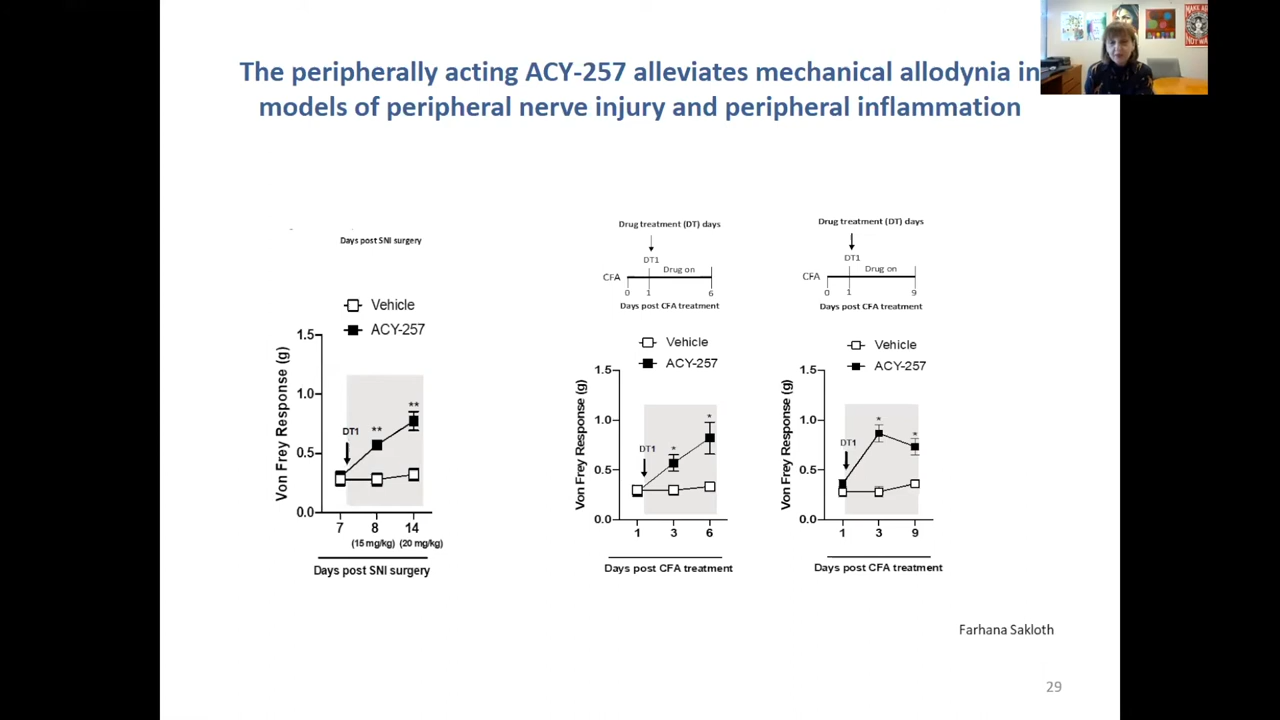 The peripherally acting ACY-257 alleviates mechanical allodynia in
models of peripheral nerve injury and peripheral inflammation
Days post SNI surgery
Vehicle
ACY-257
Von Frey Response (g)
1.5
1.0
0.5
0.0
DT1
**
**
7
8
14
(15 mg/kg)
(20 mg/kg)
Days post SNI surgery
Drug treatment (DT) days
DT1
Drug on
CFA
0
1
6
Days post CFA treatment
Vehicle
ACY-257
Von Frey Response (g)
1.5
1.0
0.5
0.0
DT1
*
*
1
3
6
Days post CFA treatment
Drug treatment (DT) days
DT1
Drug on
CFA
0
1
9
Days post CFA treatment
Vehicle
ACY-257
Von Frey Response (g)
1.5
1.0
0.5
0.0
DT1
*
*
1
3
9
Days post CFA treatment
Farhana Sakloth
29